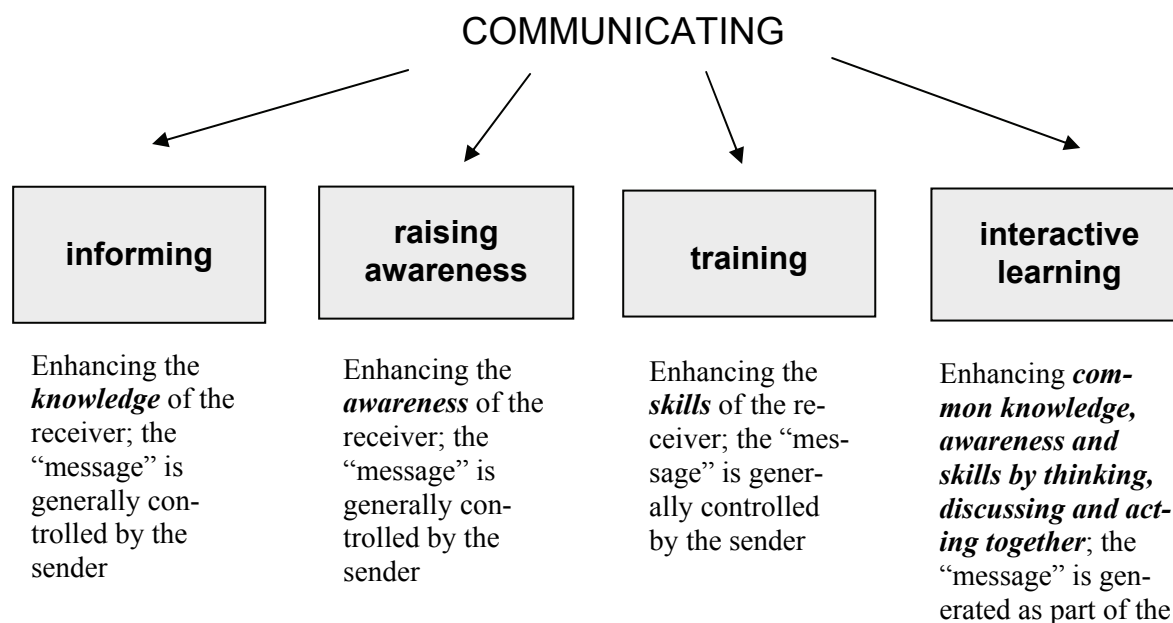 COMMUNICATING
informing
raising
awareness
training
interactive
learning
Enhancing the
knowledge of the
receiver; the
“message” is
generally con-
trolled by the
sender
Enhancing the
awareness of the
receiver; the
“message” is
generally con-
trolled by the
sender
Enhancing the
skills of the re-
ceiver; the “mes-
sage” is gener-
ally controlled
by the sender
Enhancing com-
mon knowledge,
awareness and
skills by thinking,
discussing and act-
ing together; the
“message” is gen-
erated as part of the